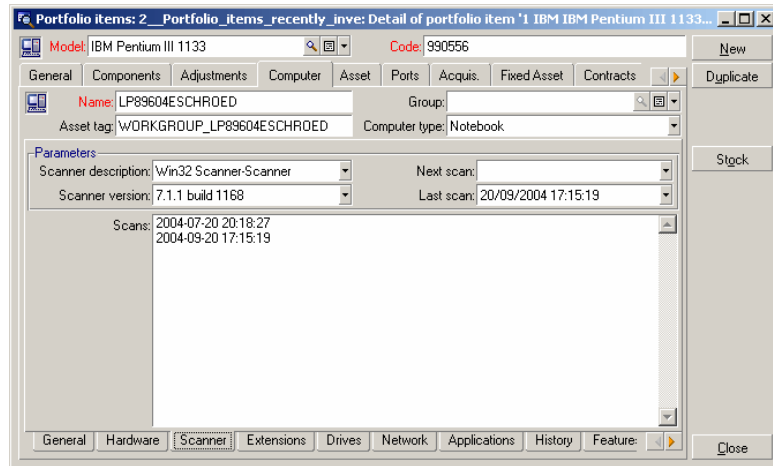 Portfolio items: 2__Portfolio_items_recently_inve: Detail of portfolio item '1 IBM IBM Pentium III 1133...
Model: IBM Pentium III 1133 Code: 990556 New
General Components Adjustments Computer Asset Ports Acquis. Fixed Asset Contracts Duplicate
Name: LP89604ESCHROED Group:
Asset tag: WORKGROUP_LP89604ESCHROED Computer type: Notebook
Parameters
Scanner description: Win32 Scanner-Scanner Next scan: Stock
Scanner version: 7.1.1 build 1168 Last scan: 20/09/2004 17:15:19
Scans: 2004-07-20 20:18:27
2004-09-20 17:15:19
General Hardware Scanner Extensions Drives Network Applications History Feature: Close